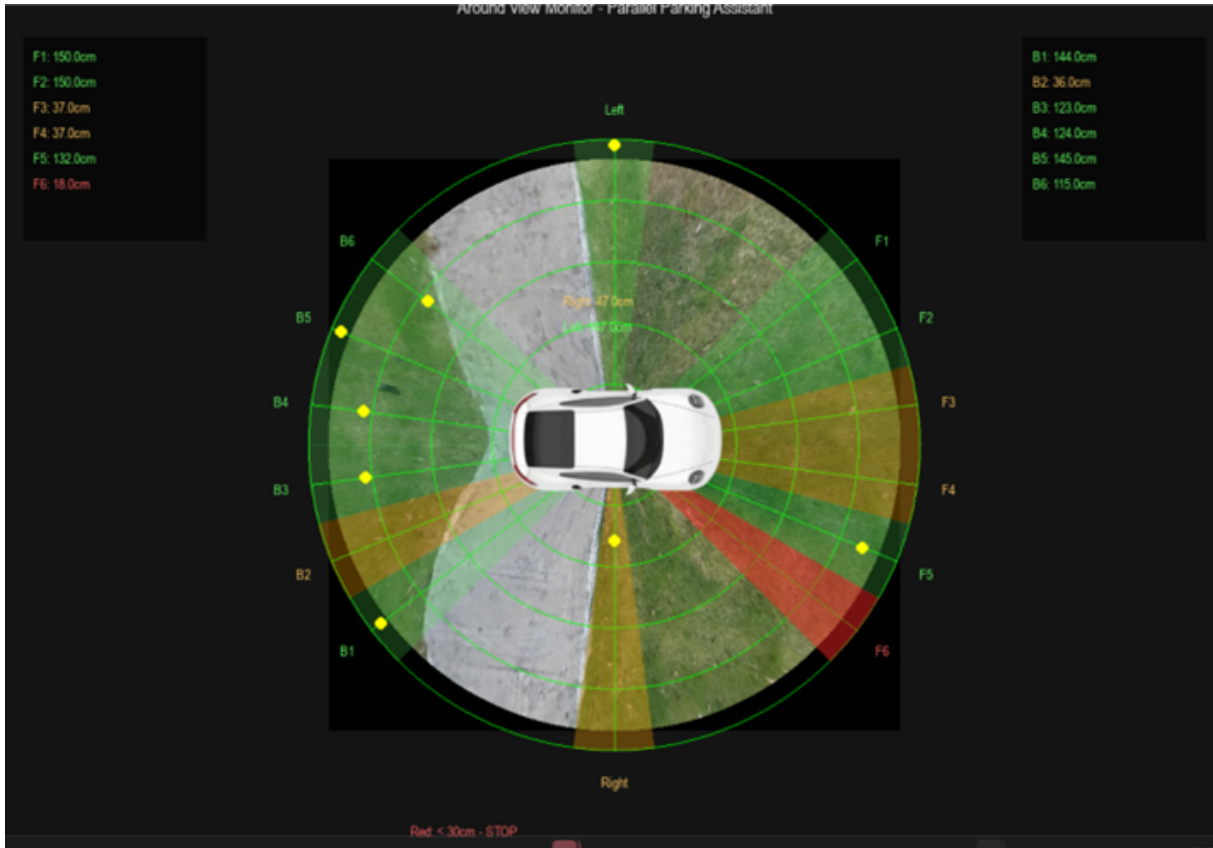 Around View Monitor - Parallel Parking Assistant
F1: 150.0cm
F2: 150.0cm
F3: 37.0cm
F4: 37.0cm
F5: 132.0cm
F6: 18.0cm
B1: 144.0cm
B2: 36.0cm
B3: 123.0cm
B4: 124.0cm
B5: 145.0cm
B6: 115.0cm
Left
B6
F1
B5
F2
Right: 47.0cm
B4
F3
B3
F4
B2
F5
B1
F6
Right
Red: < 30cm - STOP